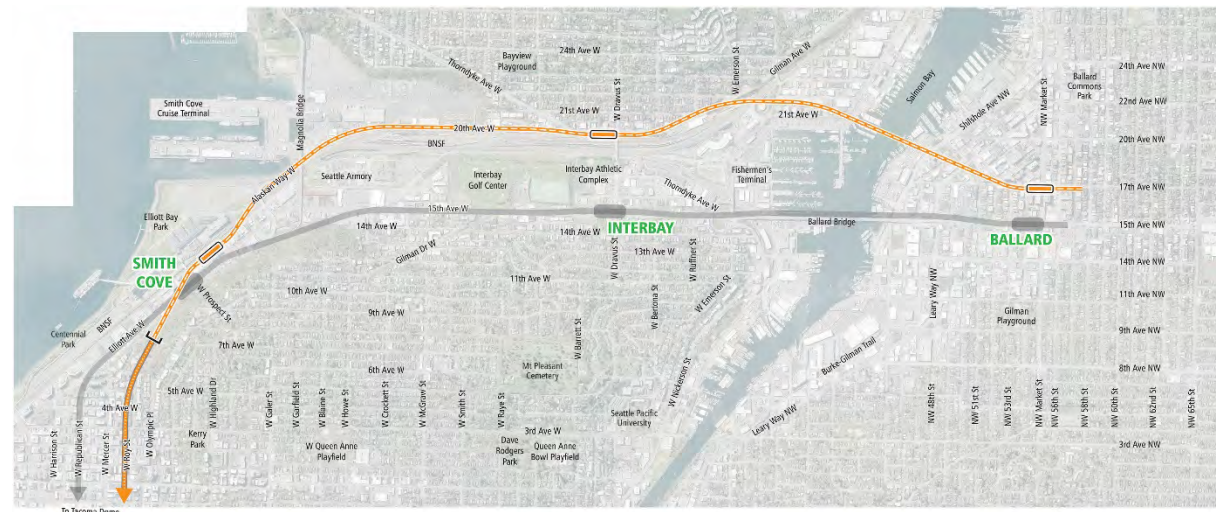 24th Ave W
Bayview
Playground
Thorndyke Ave W
21st Ave W
W Dravus St
W Emerson St
Gilman Ave W
Salmon Bay
Shilshole Ave NW
NW Market St
Ballard
Commons
Park
24th Ave NW
22nd Ave NW
20th Ave NW
17th Ave NW
15th Ave NW
14th Ave NW
11th Ave NW
9th Ave NW
8th Ave NW
3rd Ave NW
Smith Cove
Cruise Terminal
Magnolia Bridge
20th Ave W
BNSF
21st Ave W
Alaskan Way W
Seattle Armory
Interbay
Golf Center
Interbay Athletic
Complex
Fishermen's
Terminal
Thorndyke Ave W
Elliott Bay
Park
15th Ave W
14th Ave W
Gilman Dr W
INTERBAY
14th Ave W
W Dravus St
13th Ave W
W Ruffner St
Ballard Bridge
BALLARD
SMITH
COVE
W Prospect St
10th Ave W
11th Ave W
9th Ave W
W Barrett St
W Bertona St
W Emerson St
Leary Way NW
Gilman
Playground
Centennial
Park
BNSF
Elliott Ave W
7th Ave W
6th Ave W
Mt Pleasant
Cemetery
W Nickerson St
Burke-Gilman Trail
5th Ave W
4th Ave W
W Highland Dr
W Galer St
W Garfield St
W Blaine St
W Howe St
W Crockett St
W McGraw St
W Smith St
W Raye St
Seattle Pacific
University
Leary Way NW
NW 48th St
NW 51st St
NW 53rd St
NW Market St
NW 56th St
NW 58th St
NW 60th St
NW 62nd St
NW 65th St
W Harrison St
W Republican St
W Mercer St
W Roy St
W Olympic Pl
Kerry
Park
W Queen Anne
Playfield
3rd Ave W
Dave
Rodgers
Park
Queen Anne
Bowl Playfield
To Tacoma Dome